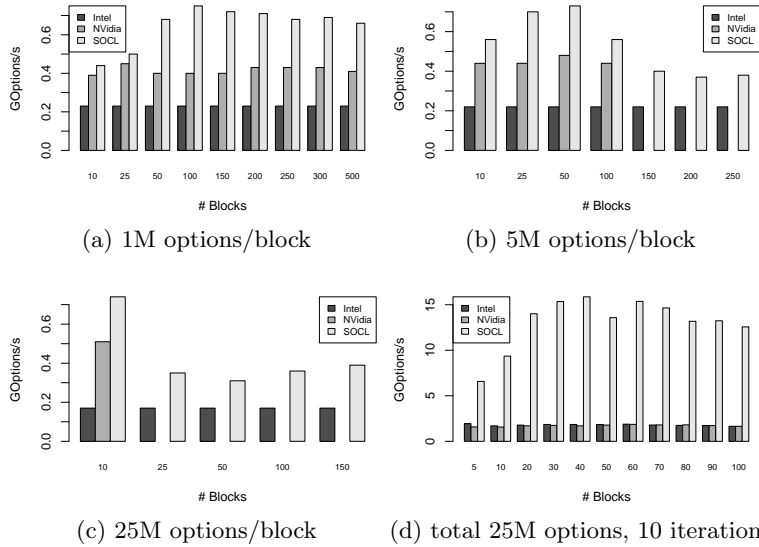 Intel
NVidia
SOCL
GOptions/s
0.0 0.2 0.4 0.6
10 25 50 100 150 200 250 300 500
# Blocks
(a) 1M options/block
Intel
NVidia
SOCL
GOptions/s
0.0 0.2 0.4 0.6
10 25 50 100 150 200 250
# Blocks
(b) 5M options/block
Intel
NVidia
SOCL
GOptions/s
0.0 0.2 0.4 0.6
10 25 50 100 150
# Blocks
(c) 25M options/block
Intel
NVidia
SOCL
GOptions/s
0 5 10 15
5 10 20 30 40 50 60 70 80 90 100
# Blocks
(d) total 25M options, 10 iteration